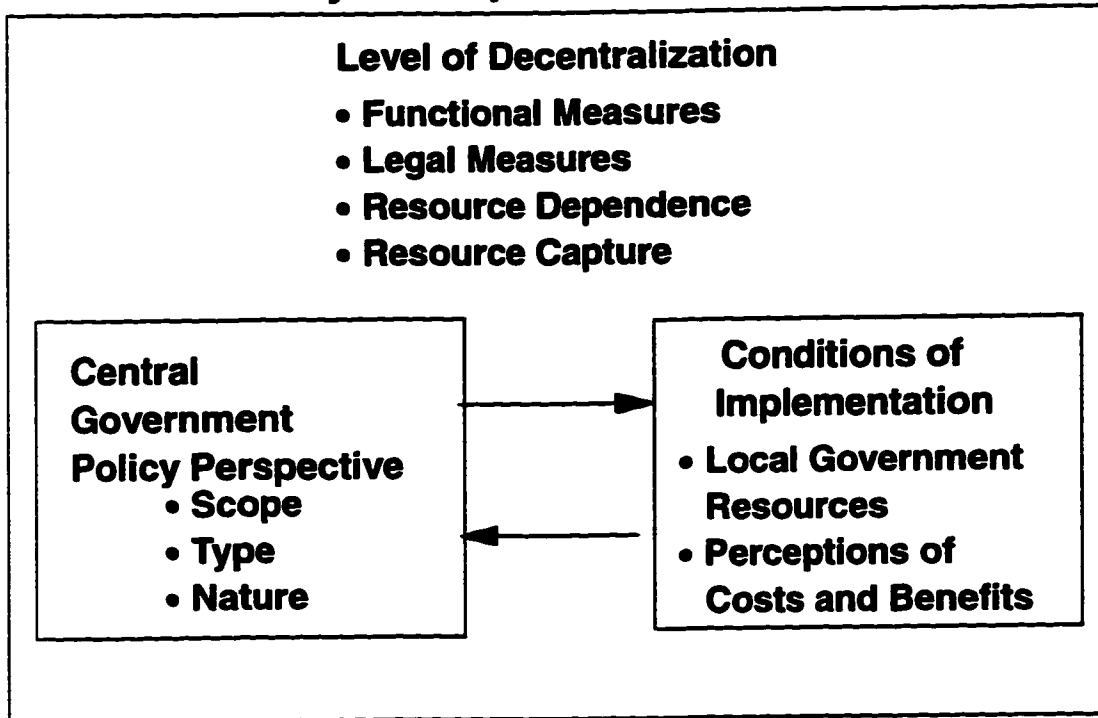 Level of Decentralization
• Functional Measures
• Legal Measures
• Resource Dependence
• Resource Capture
Central
Government
Policy Perspective
• Scope
• Type
• Nature
Conditions of
Implementation
• Local Government
Resources
• Perceptions of
Costs and Benefits